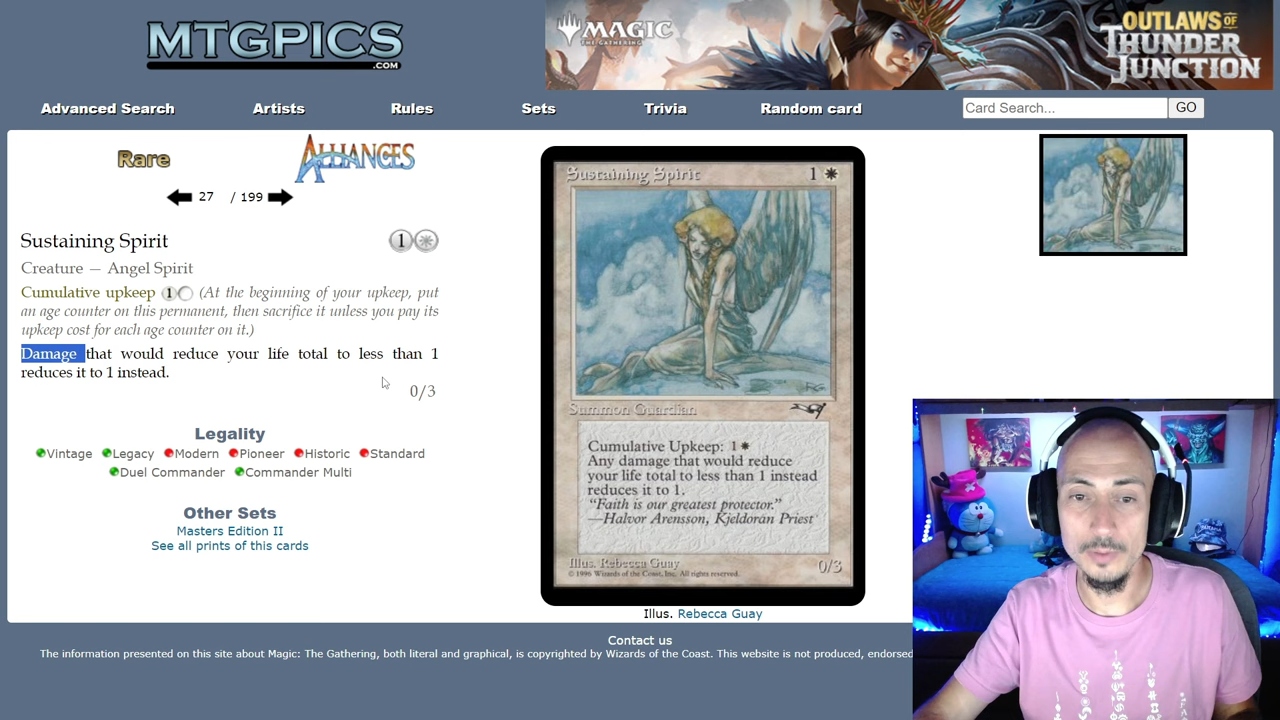 MTGPICS
.COM
MAGIC
THE GATHERING
OUTLAWS OF
THUNDER
JUNCTION
Advanced Search
Artists
Rules
Sets
Trivia
Random card
Card Search...
GO
Rare
ALLIANCES
27 / 199
Sustaining Spirit
1
Creature — Angel Spirit
Cumulative upkeep 1 (At the beginning of your upkeep, put
an age counter on this permanent, then sacrifice it unless you pay its
upkeep cost for each age counter on it.)
Damage that would reduce your life total to less than 1
reduces it to 1 instead.
0/3
Legality
Vintage Legacy Modern Pioneer Historic Standard
Duel Commander Commander Multi
Other Sets
Masters Edition II
See all prints of this cards
Sustaining Spirit 1
Summon Guardian
Cumulative Upkeep: 1
Any damage that would reduce
your life total to less than 1 instead
reduces it to 1.
“Faith is our greatest protector.”
—Halvor Arensson, Kjeldoran Priest
Illus. Rebecca Guay
© 1996 Wizards of the Coast, Inc. All rights reserved.
0/3
Illus. Rebecca Guay
Contact us
The information presented on this site about Magic: The Gathering, both literal and graphical, is copyrighted by Wizards of the Coast. This website is not produced, endorsed